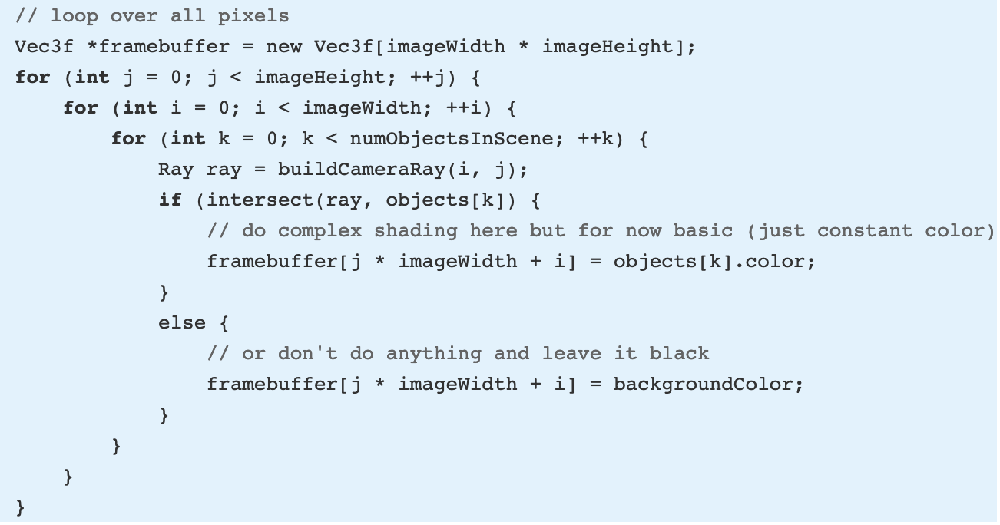 // loop over all pixels
Vec3f *framebuffer = new Vec3f[imageWidth * imageHeight];
for (int j = 0; j < imageHeight; ++j) {
    for (int i = 0; i < imageWidth; ++i) {
        for (int k = 0; k < numObjectsInScene; ++k) {
            Ray ray = buildCameraRay(i, j);
            if (intersect(ray, objects[k]) {
                // do complex shading here but for now basic (just constant color)
                framebuffer[j * imageWidth + i] = objects[k].color;
            }
            else {
                // or don't do anything and leave it black
                framebuffer[j * imageWidth + i] = backgroundColor;
            }
        }
    }
}